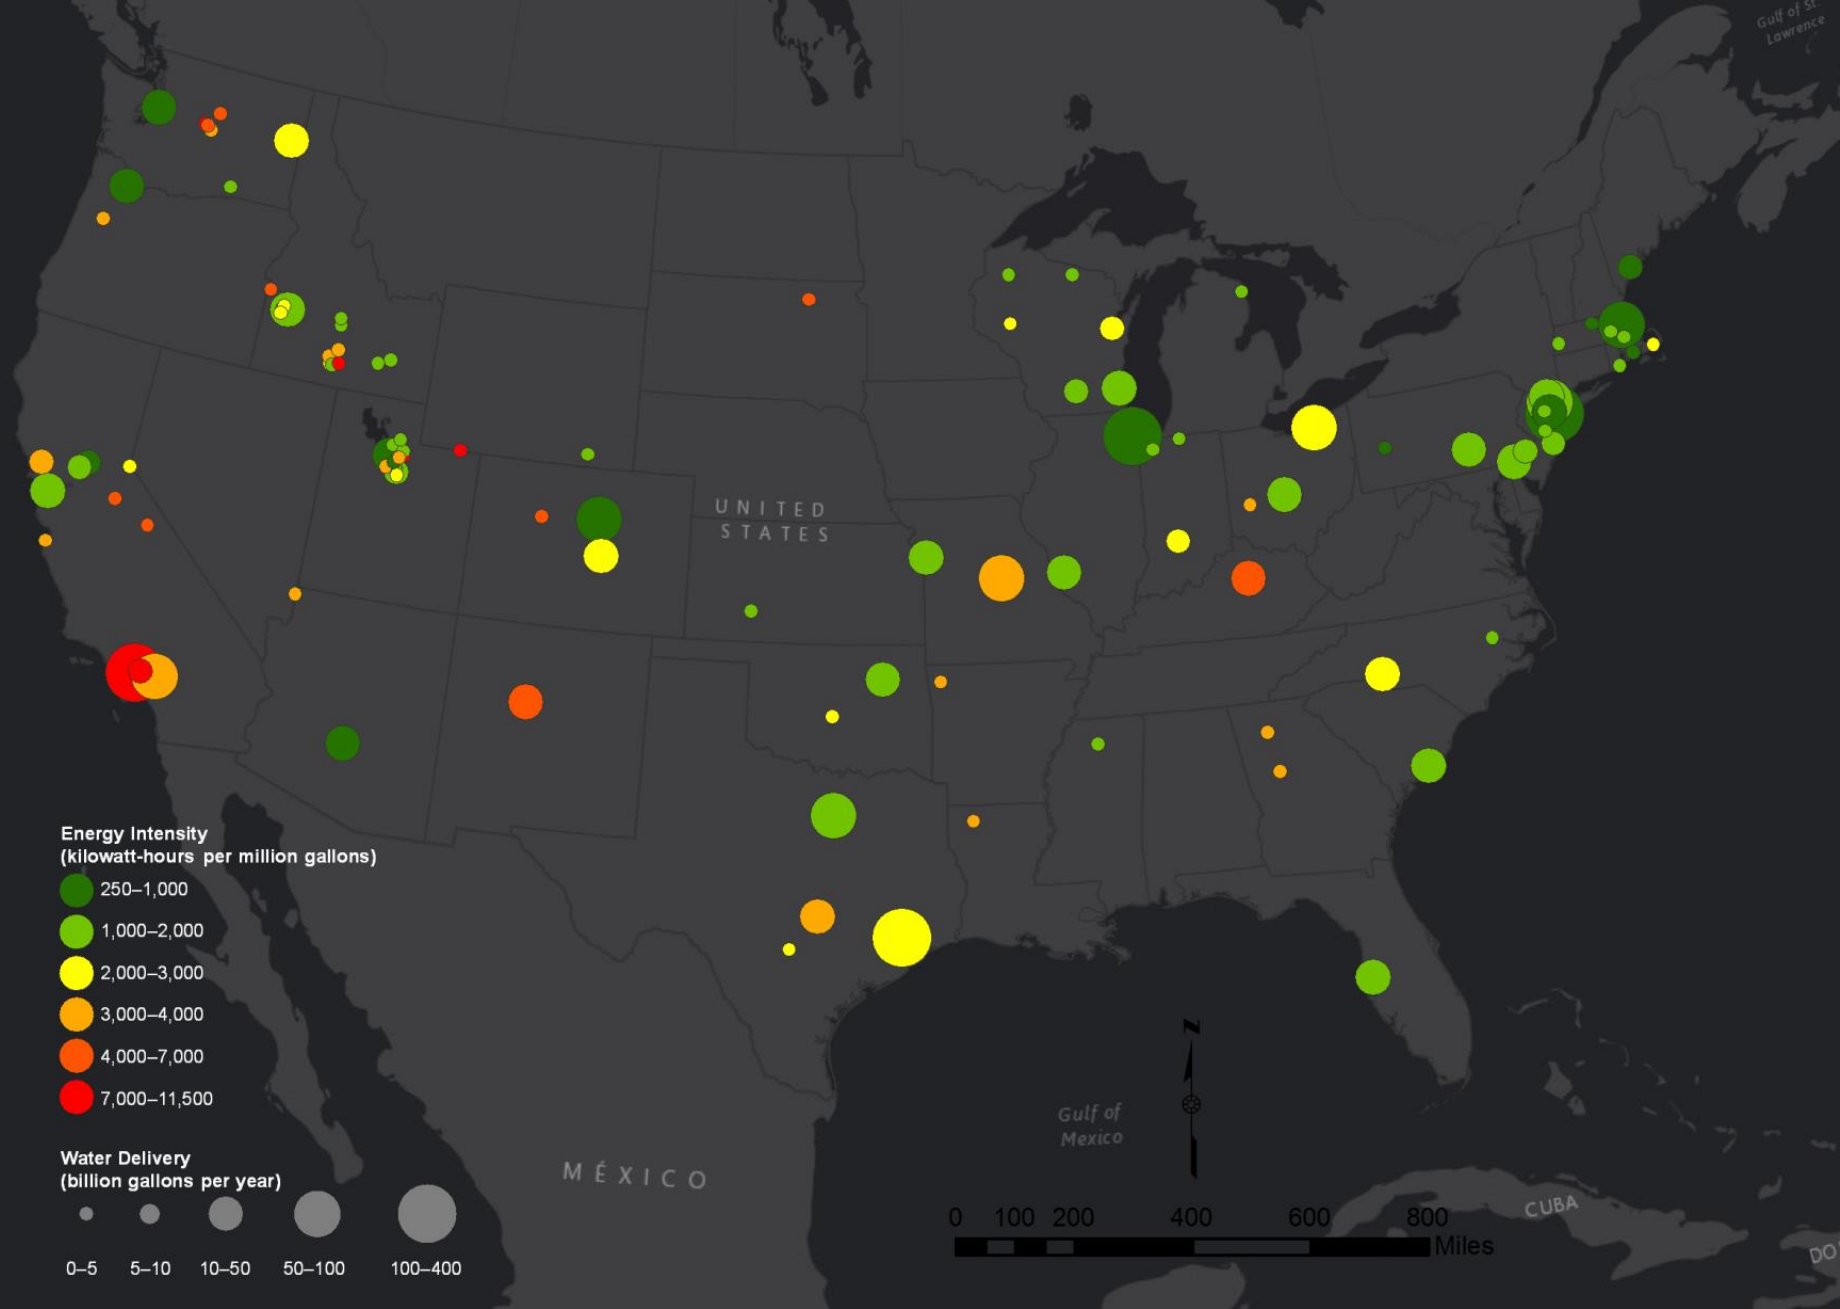 Gulf of St.
Lawrence
UNITED
STATES
Energy Intensity
(kilowatt-hours per million gallons)
250–1,000
1,000–2,000
2,000–3,000
3,000–4,000
4,000–7,000
7,000–11,500
Water Delivery
(billion gallons per year)
0–5 5–10 10–50 50–100 100–400
MÉXICO
Gulf of
Mexico
N
0 100 200 400 600 800
Miles
CUBA
DO